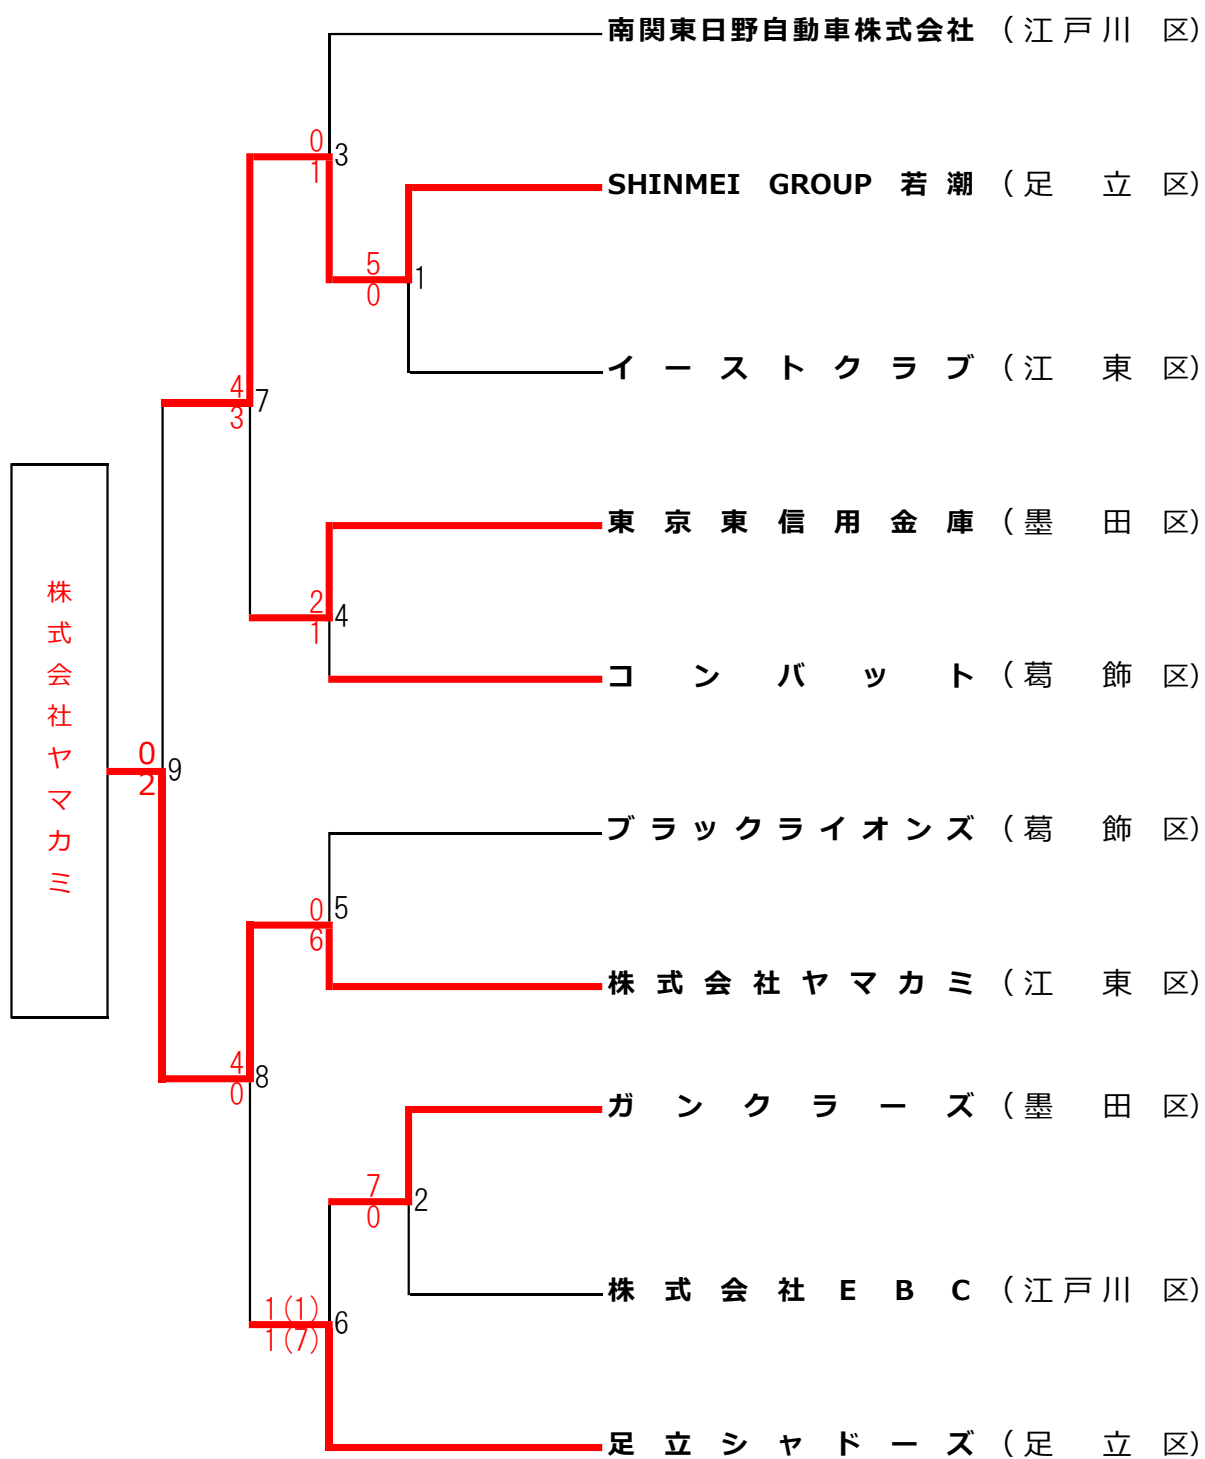 南関東日野自動車株式会社 (江戸川 区)
0
3
1
SHINMEI GROUP 若潮 (足 立 区)
5
1
0
イーストクラブ (江 東 区)
4
7
3
東京東信用金庫 (墨 田 区)
2
4
1
コンバット (葛 飾 区)
株式会社ヤマカミ
0
9
2
ブラックライオンズ (葛 飾 区)
0
5
6
株式会社ヤマカミ (江 東 区)
4
8
0
ガンクラーズ (墨 田 区)
7
2
0
株式会社EBC (江戸川 区)
1(1)
6
1(7)
足立シャドーズ (足 立 区)